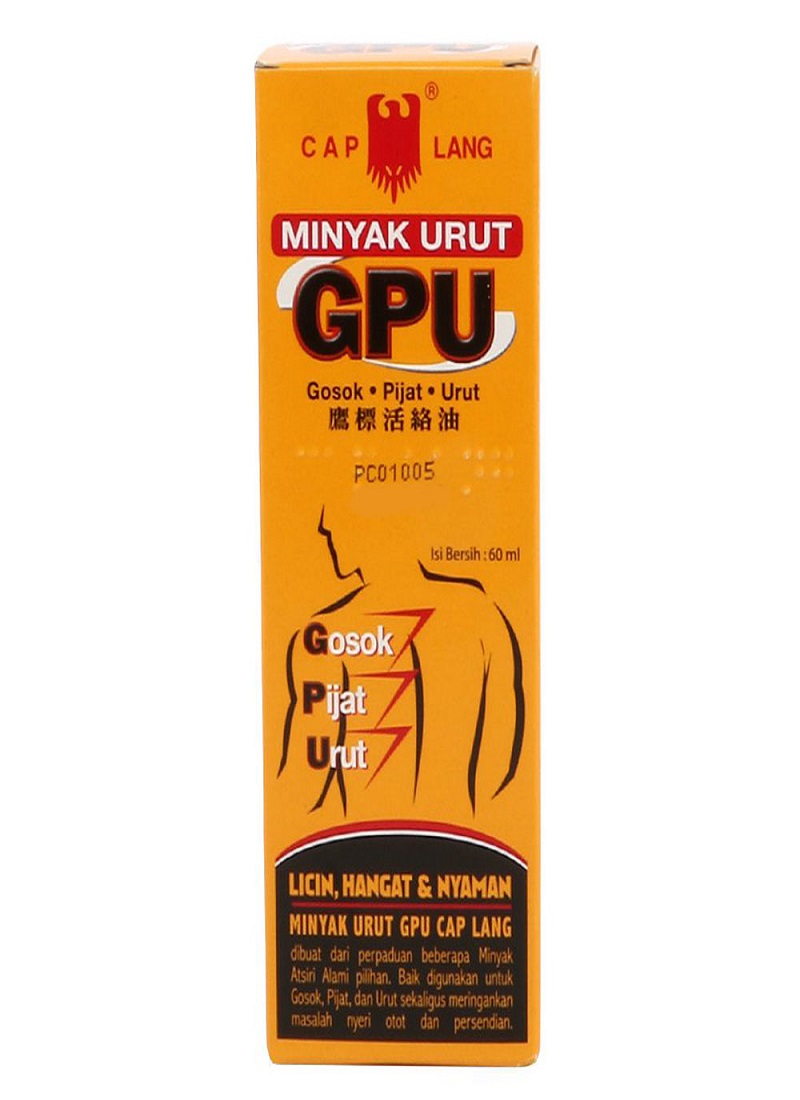 GPU
®
CAP LANG
MINYAK URUT
GPU
Gosok • Pijat • Urut
鷹標活絡油
PC01005
Isi Bersih : 60 ml
Gosok
Pijat
Urut
LICIN, HANGAT & NYAMAN
MINYAK URUT GPU CAP LANG
dibuat dari perpaduan beberapa Minyak
Atsiri Alami pilihan. Baik digunakan untuk
Gosok, Pijat, dan Urut sekaligus meringankan
masalah nyeri otot dan persendian.